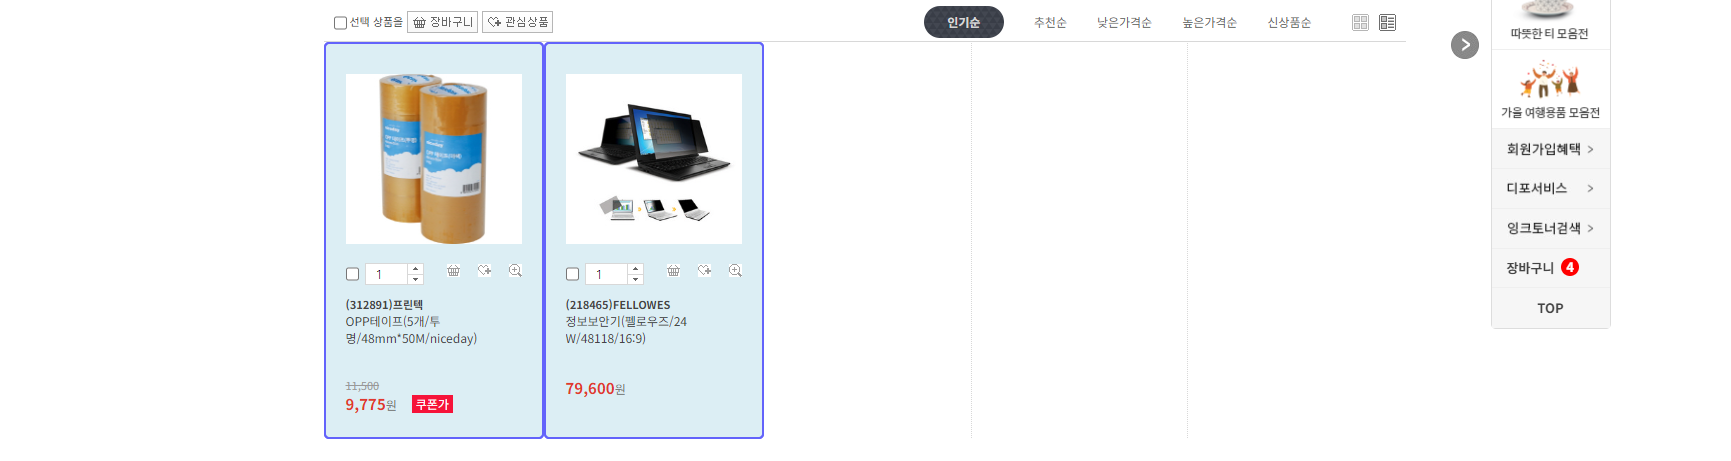 선택 상품을 장바구니 관심상품
인기순 추천순 낮은가격순 높은가격순 신상품순
(312891)프린텍
OPP테이프(5개/투
명/48mm*50M/niceday)
11,500
9,775원 쿠폰가
(218465)FELLOWES
정보보안기(펠로우즈/24
W/48118/16:9)
79,600원
1
1
따뜻한 티 모음전
가을 여행용품 모음전
회원가입혜택 >
디포서비스 >
잉크토너검색 >
장바구니 4
TOP